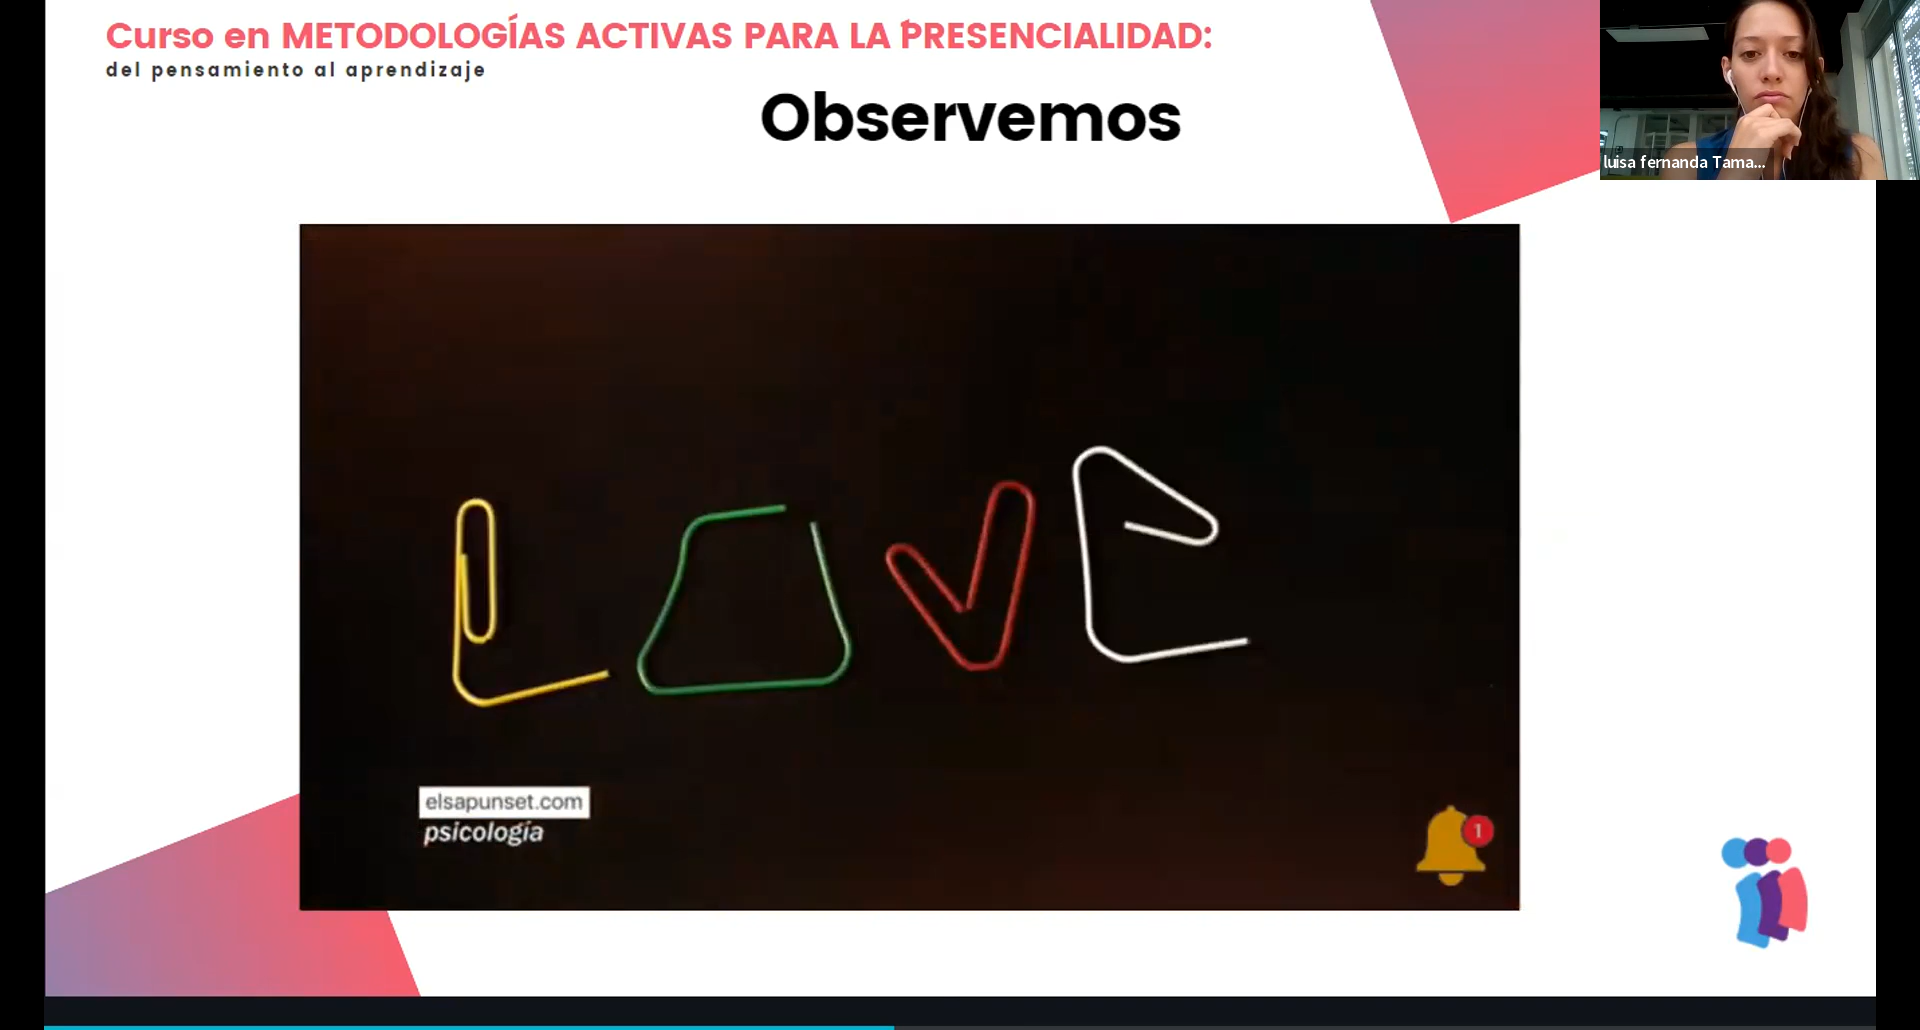 Curso en METODOLOGÍAS ACTIVAS PARA LA PRESENCIALIDAD:
del pensamiento al aprendizaje
Observemos
luisa fernanda Tama...
LOVE
elsapunset.com
psicología
1